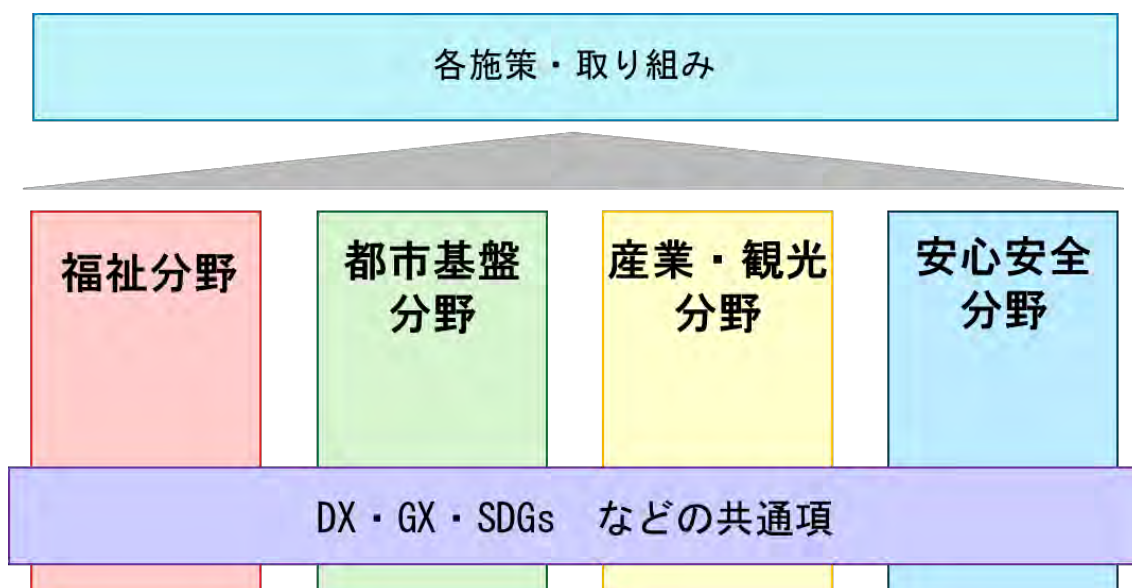 各施策・取り組み
福祉分野
都市基盤
分野
産業・観光
分野
安心安全
分野
DX・GX・SDGs　などの共通項